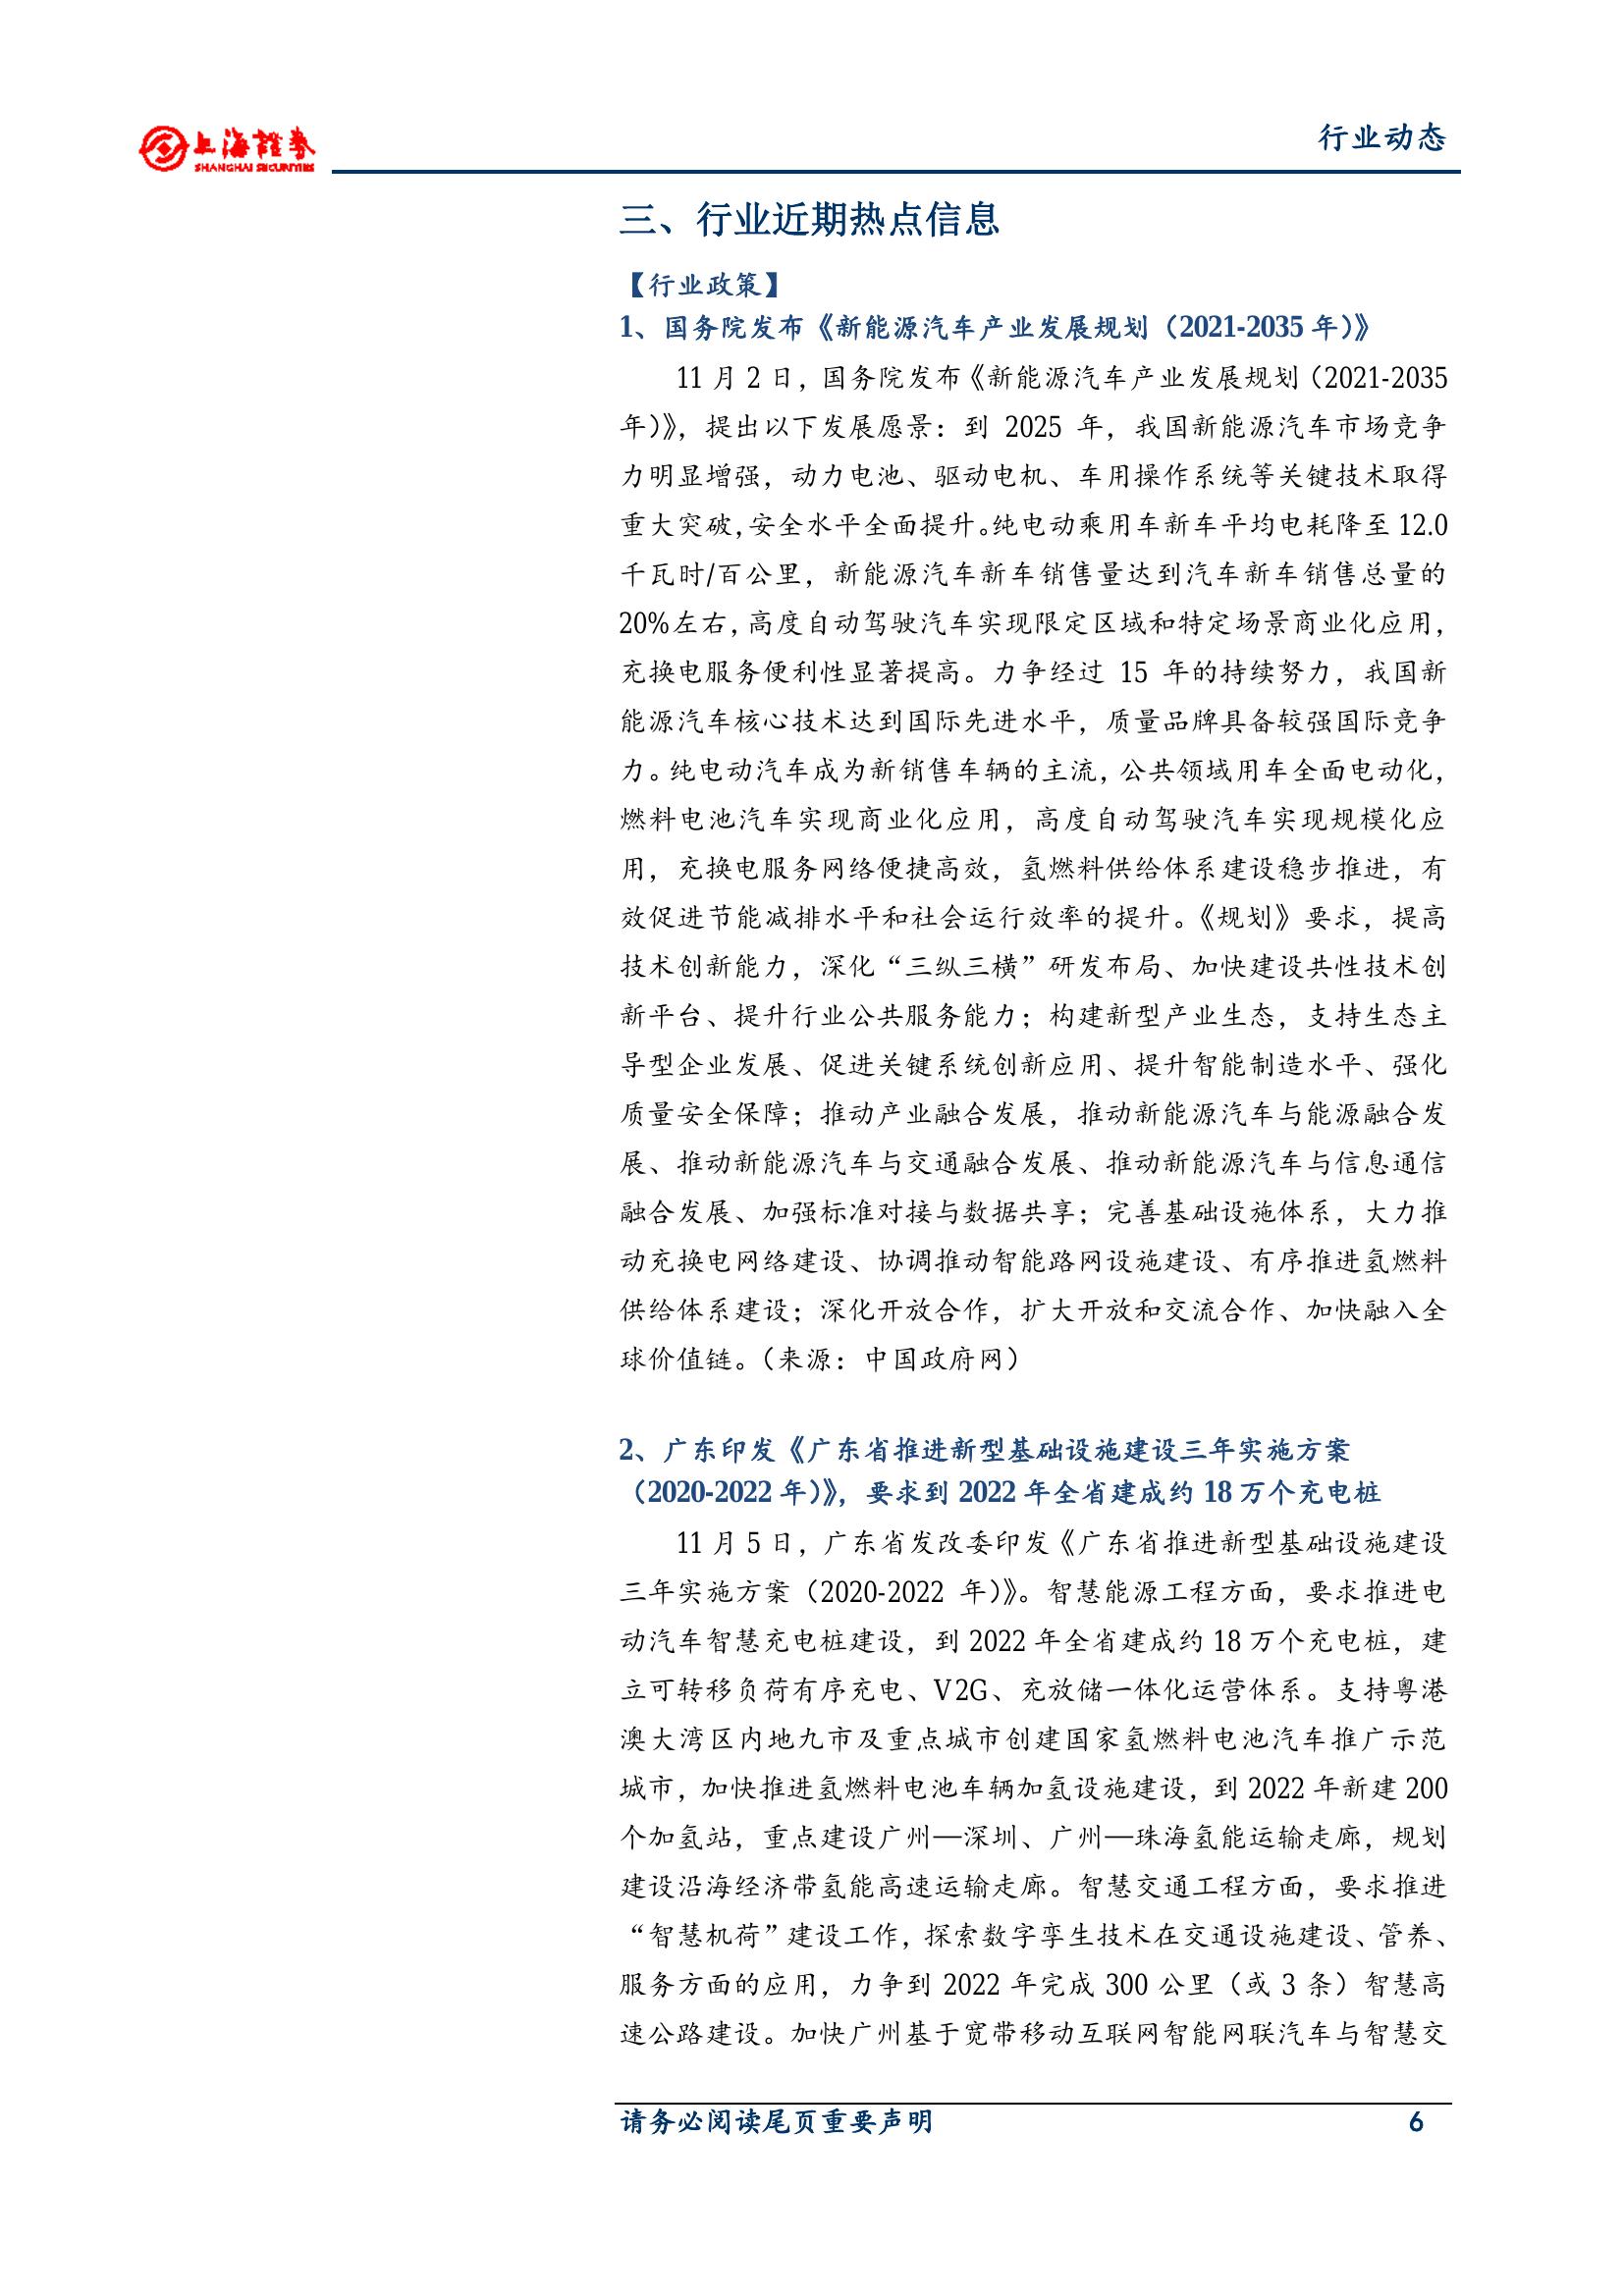 上海證券
SHANGHAI SECURITIES
行业动态
三、行业近期热点信息
【行业政策】
1、国务院发布《新能源汽车产业发展规划（2021-2035 年）》
11 月 2 日，国务院发布《新能源汽车产业发展规划（2021-2035
年）》，提出以下发展愿景：到 2025 年，我国新能源汽车市场竞争
力明显增强，动力电池、驱动电机、车用操作系统等关键技术取得
重大突破，安全水平全面提升。纯电动乘用车新车平均电耗降至 12.0
千瓦时/百公里，新能源汽车新车销售量达到汽车新车销售总量的
20%左右，高度自动驾驶汽车实现限定区域和特定场景商业化应用，
充换电服务便利性显著提高。力争经过 15 年的持续努力，我国新
能源汽车核心技术达到国际先进水平，质量品牌具备较强国际竞争
力。纯电动汽车成为新销售车辆的主流，公共领域用车全面电动化，
燃料电池汽车实现商业化应用，高度自动驾驶汽车实现规模化应
用，充换电服务网络便捷高效，氢燃料供给体系建设稳步推进，有
效促进节能减排水平和社会运行效率的提升。《规划》要求，提高
技术创新能力，深化“三纵三横”研发布局、加快建设共性技术创
新平台、提升行业公共服务能力；构建新型产业生态，支持生态主
导型企业发展、促进关键系统创新应用、提升智能制造水平、强化
质量安全保障；推动产业融合发展，推动新能源汽车与能源融合发
展、推动新能源汽车与交通融合发展、推动新能源汽车与信息通信
融合发展、加强标准对接与数据共享；完善基础设施体系，大力推
动充换电网络建设、协调推动智能路网设施建设、有序推进氢燃料
供给体系建设；深化开放合作，扩大开放和交流合作、加快融入全
球价值链。（来源：中国政府网）
2、广东印发《广东省推进新型基础设施建设三年实施方案
（2020-2022 年）》，要求到 2022 年全省建成约 18 万个充电桩
11 月 5 日，广东省发改委印发《广东省推进新型基础设施建设
三年实施方案（2020-2022 年）》。智慧能源工程方面，要求推进电
动汽车智慧充电桩建设，到 2022 年全省建成约 18 万个充电桩，建
立可转移负荷有序充电、V2G、充放储一体化运营体系。支持粤港
澳大湾区内地九市及重点城市创建国家氢燃料电池汽车推广示范
城市，加快推进氢燃料电池车辆加氢设施建设，到 2022 年新建 200
个加氢站，重点建设广州—深圳、广州—珠海氢能运输走廊，规划
建设沿海经济带氢能高速运输走廊。智慧交通工程方面，要求推进
“智慧机荷”建设工作，探索数字孪生技术在交通设施建设、管养、
服务方面的应用，力争到 2022 年完成 300 公里（或 3 条）智慧高
速公路建设。加快广州基于宽带移动互联网智能网联汽车与智慧交
请务必阅读尾页重要声明
6